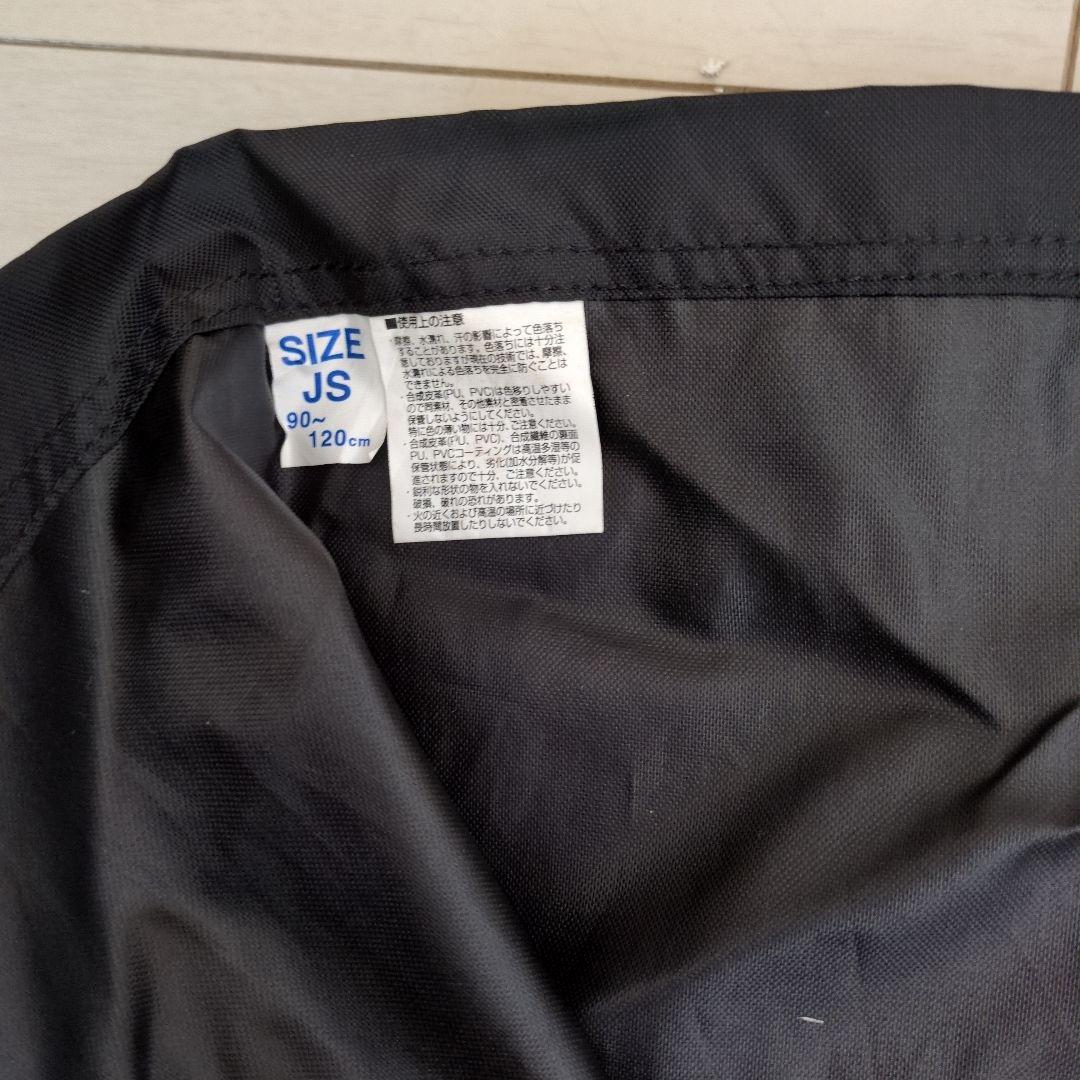 SIZE
JS
90~
120cm
■使用上の注意
・摩擦、水濡れ、汗の影響によって色落ち
することがあります。色落ちには十分注
意しておりますが現在の技術では、摩擦、
水濡れによる色落ちを完全に防ぐことは
できません。
・合成皮革(PU、PVC)は色移りしやすい
ので同素材、その他素材と密着させたまま
保管しないようにしてください。
特に色の薄い物には十分、ご注意ください。
・合成皮革(PU、PVC)、合成繊維の裏面
PU、PVCコーティングは高温多湿等の
保管状態により、劣化(加水分解等)が促
進されますので十分、ご注意ください。
・鋭利な形状の物を入れないでください。
破損、破れの恐れがあります。
・火の近くおよび高温の場所に近づけたり
長時間放置したりしないでください。